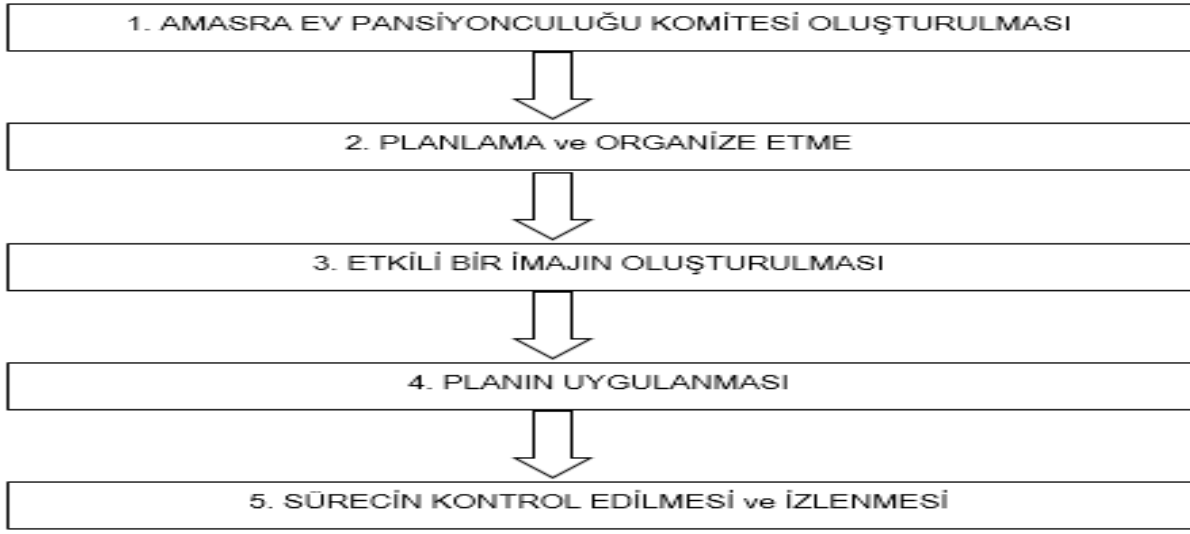 1. AMASRA EV PANSİYONCULUĞU KOMİTESİ OLUŞTURULMASI
2. PLANLAMA ve ORGANİZE ETME
3. ETKİLİ BİR İMAJIN OLUŞTURULMASI
4. PLANIN UYGULANMASI
5. SÜRECİN KONTROL EDİLMESİ ve İZLENMESİ